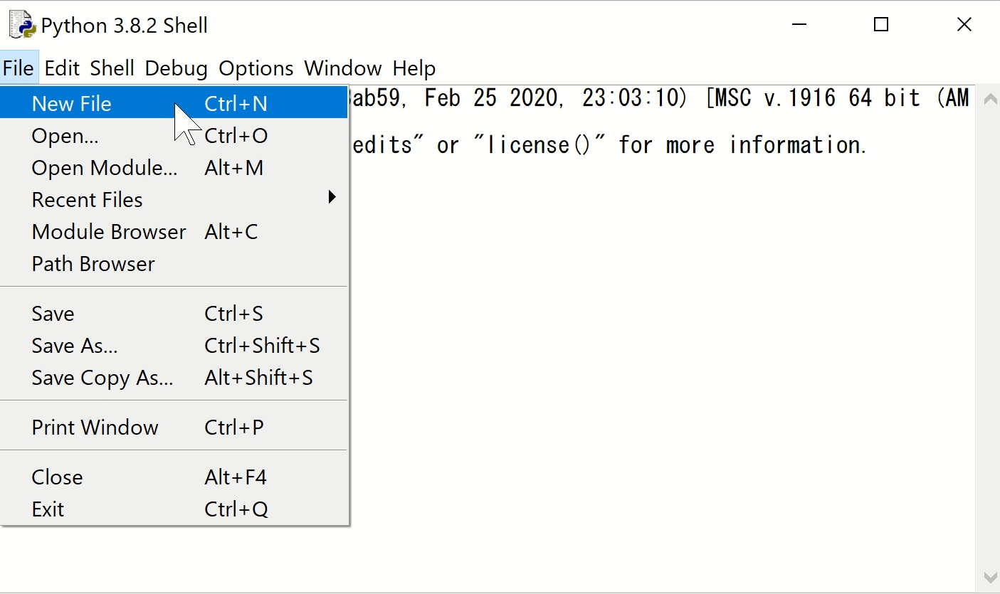 Python 3.8.2 Shell
File Edit Shell Debug Options Window Help
New File Ctrl+N
Open... Ctrl+O
Open Module... Alt+M
Recent Files
Module Browser Alt+C
Path Browser
Save Ctrl+S
Save As... Ctrl+Shift+S
Save Copy As... Alt+Shift+S
Print Window Ctrl+P
Close Alt+F4
Exit Ctrl+Q
ab59, Feb 25 2020, 23:03:10) [MSC v.1916 64 bit (AM
edits" or "license()" for more information.